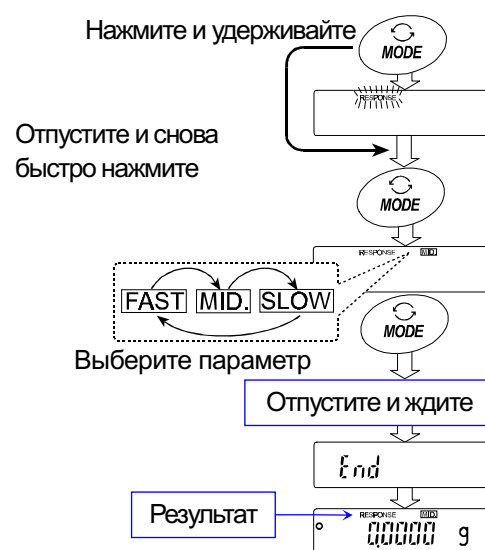 Нажмите и удерживайте
MODE
RESPONSE
Отпустите и снова
быстро нажмите
MODE
RESPONSE MID.
FAST MID. SLOW
MODE
Выберите параметр
Отпустите и ждите
End
Результат
RESPONSE MID.
0.0000 g